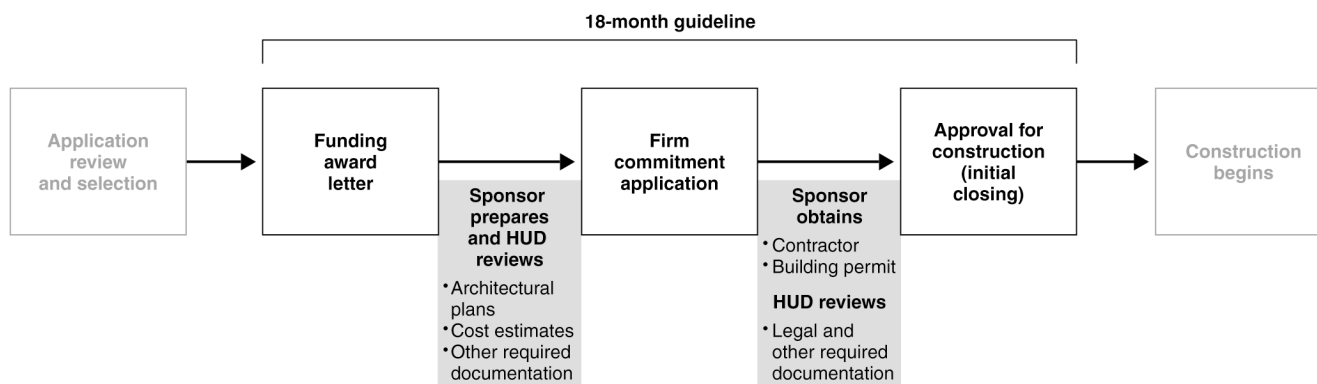 18-month guideline
Application
review
and selection
Funding
award
letter
Sponsor
prepares
and HUD
reviews
• Architectural
plans
• Cost estimates
• Other required
documentation
Firm
commitment
application
Sponsor
obtains
• Contractor
• Building permit
HUD reviews
• Legal and
other required
documentation
Approval for
construction
(initial
closing)
Construction
begins